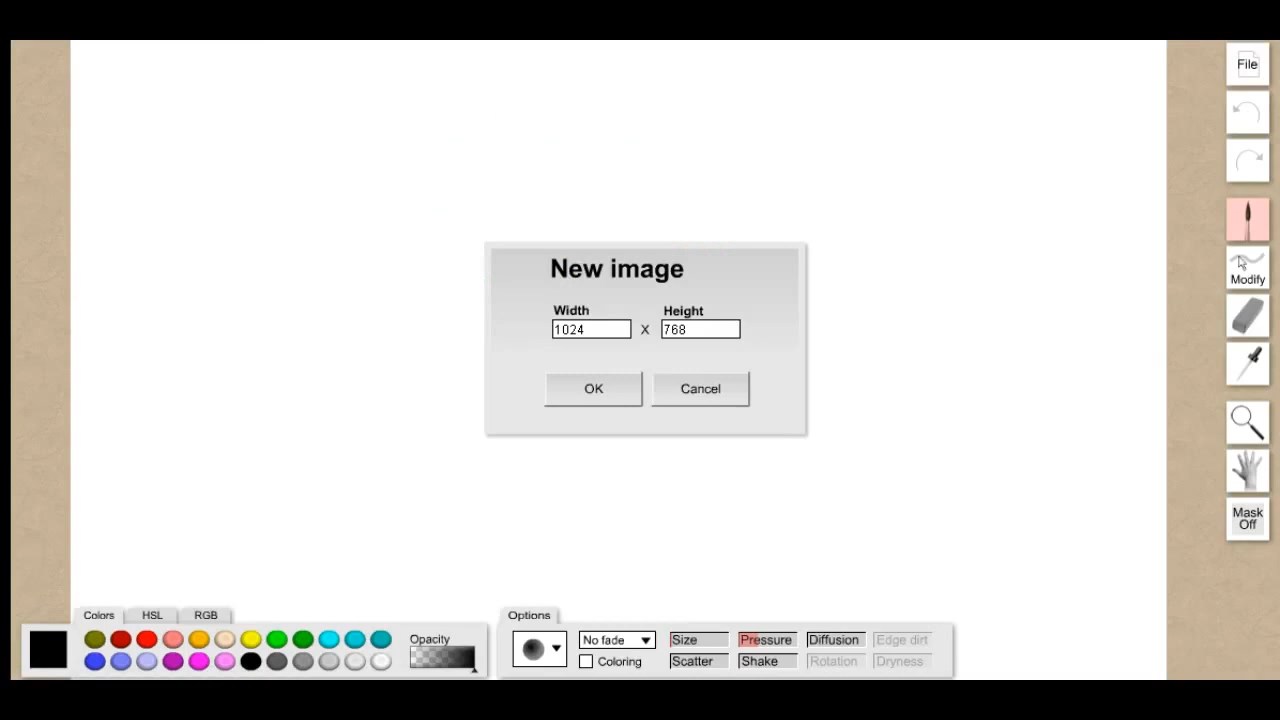 File
Modify
Mask
Off
New image
Width Height
1024 X 768
OK Cancel
Colors HSL RGB
Opacity
Options
No fade Size Pressure Diffusion Edge dirt
Coloring Scatter Shake Rotation Dryness